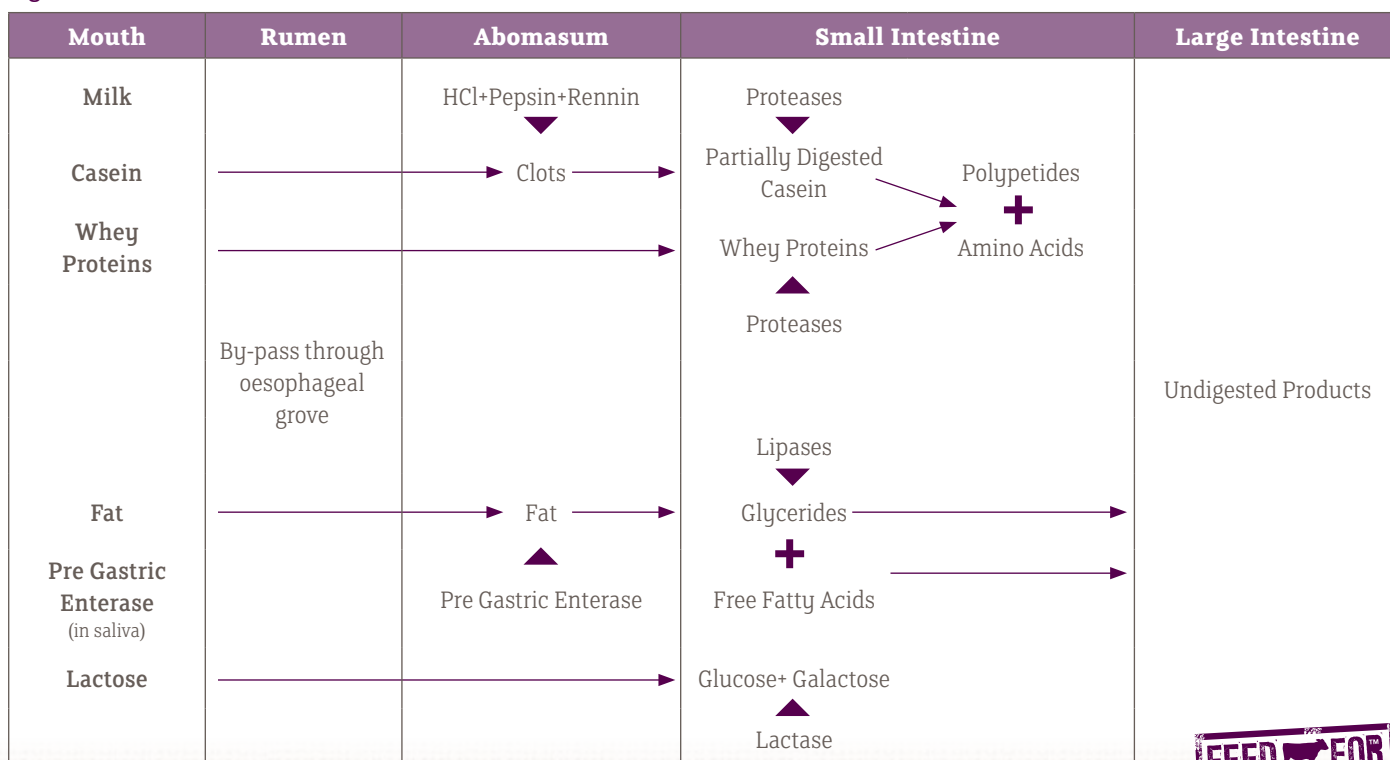 Mouth
Rumen
Abomasum
Small Intestine
Large Intestine
Milk
HCl+Pepsin+Rennin
Proteases
Casein
Clots
Partially Digested
Casein
Polypetides
Whey
Proteins
Whey Proteins
Amino Acids
Proteases
By-pass through
oesophageal
grove
Undigested Products
Lipases
Fat
Fat
Glycerides
Pre Gastric
Enterase
(in saliva)
Pre Gastric Enterase
Free Fatty Acids
Lactose
Glucose+ Galactose
Lactase
FEED FOR™